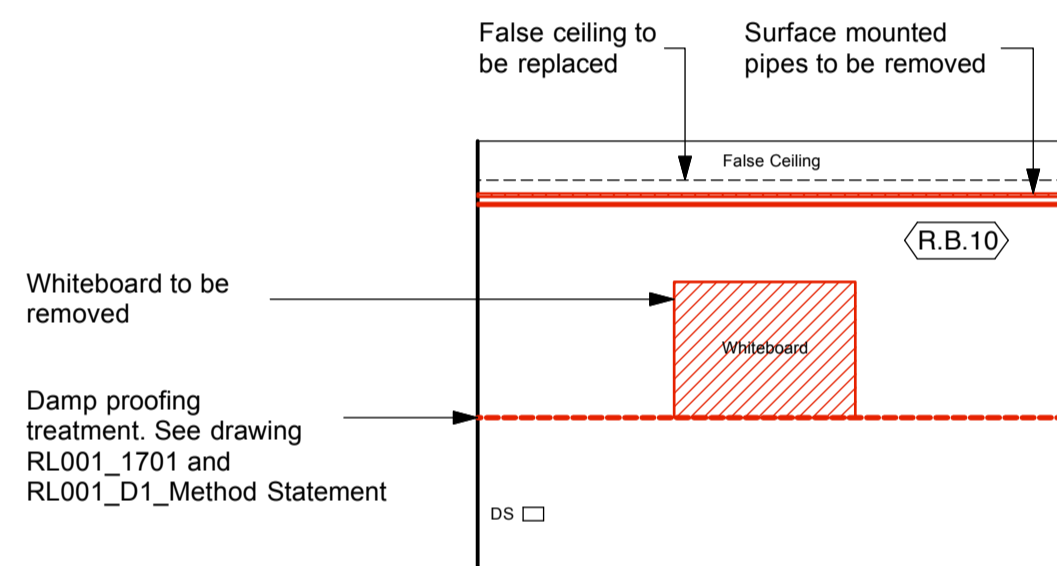 False ceiling to
be replaced
Surface mounted
pipes to be removed
False Ceiling
R.B.10
Whiteboard to be
removed
Whiteboard
Damp proofing
treatment. See drawing
RL001_1701 and
RL001_D1_Method Statement
DS